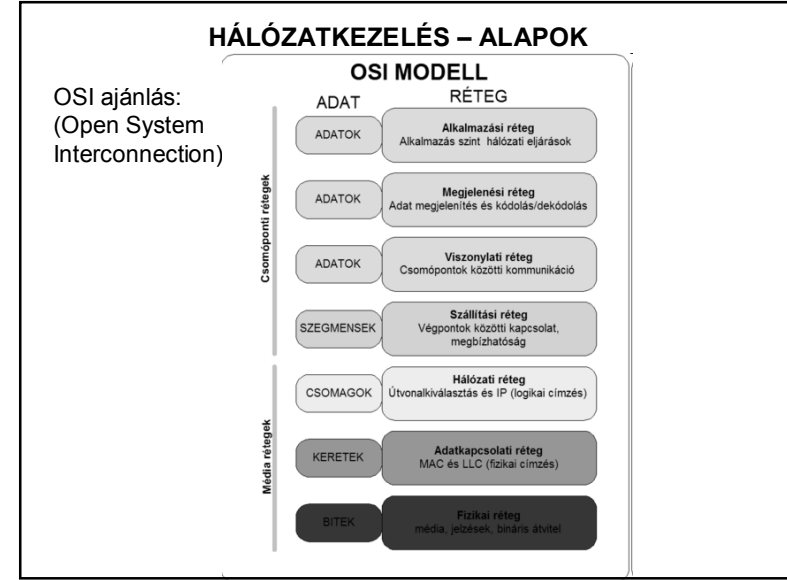 HÁLÓZATKEZELÉS – ALAPOK
OSI ajánlás:
(Open System
Interconnection)
OSI MODELL
ADAT
RÉTEG
Csomóponti rétegek
ADATOK
Alkalmazási réteg
Alkalmazás szint hálózati eljárások
ADATOK
Megjelenési réteg
Adat megjelenítés és kódolás/dekódolás
ADATOK
Viszonylati réteg
Csomópontok közötti kommunikáció
SZEGMENSEK
Szállítási réteg
Végpontok közötti kapcsolat,
megbízhatóság
Média rétegek
CSOMAGOK
Hálózati réteg
Útvonalkiválasztás és IP (logikai címzés)
KERETEK
Adatkapcsolati réteg
MAC és LLC (fizikai címzés)
BITEK
Fizikai réteg
média, jelzések, bináris átvitel